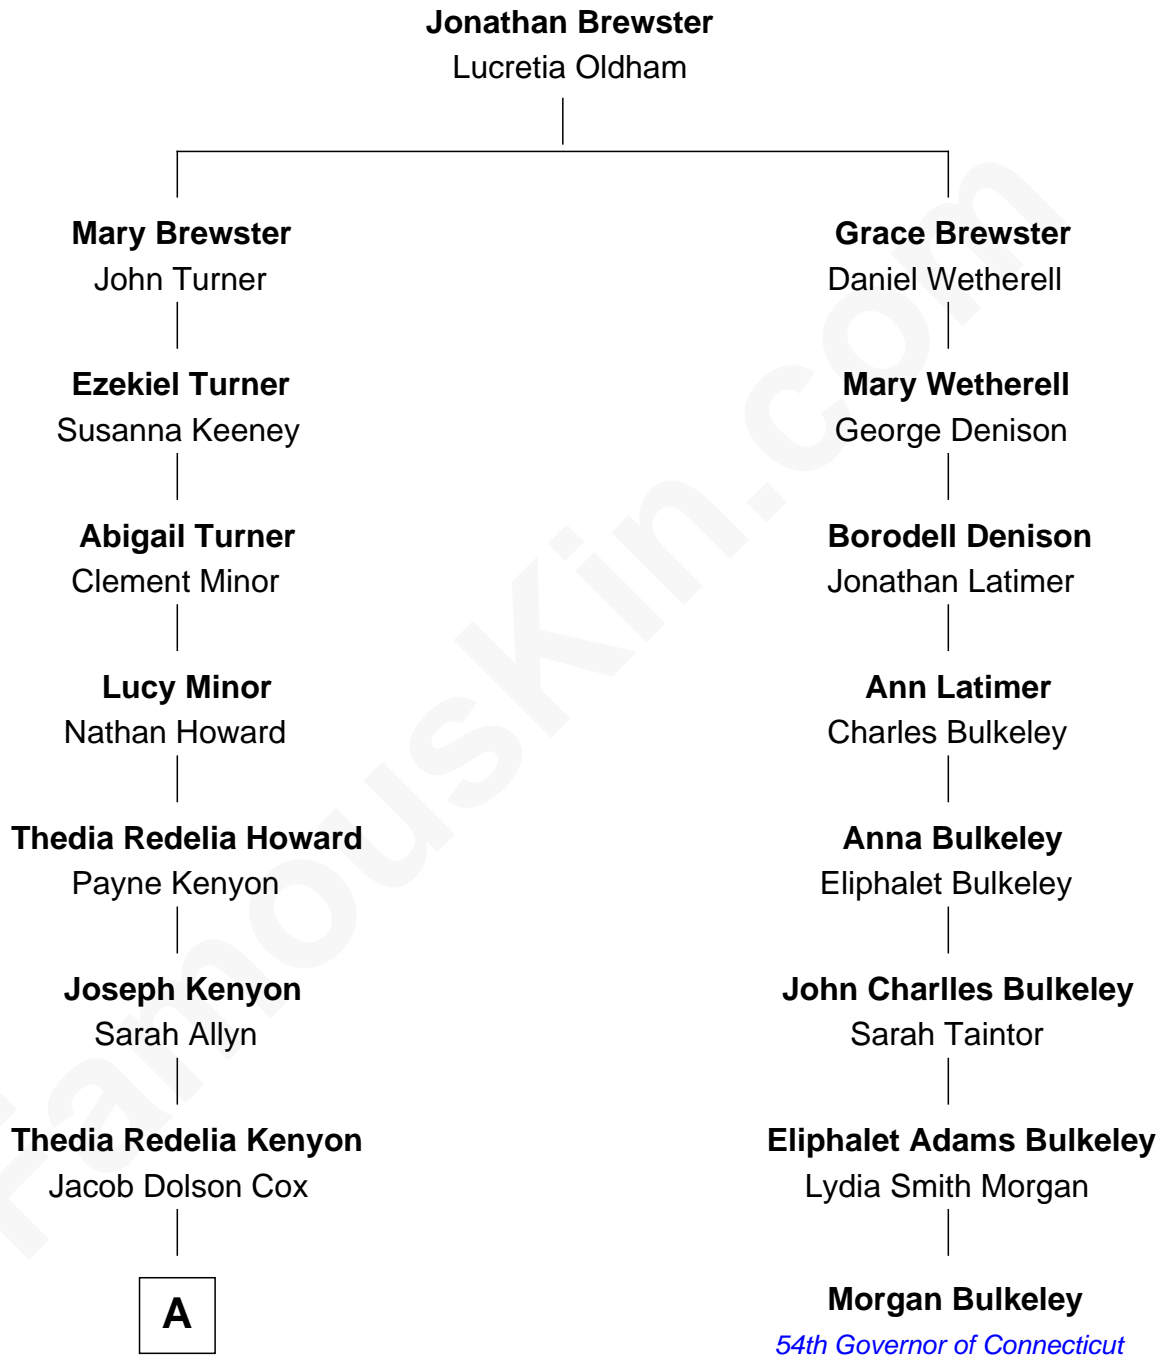 Jonathan Brewster
Lucretia Oldham
Mary Brewster
John Turner
Grace Brewster
Daniel Wetherell
Ezekiel Turner
Susanna Keeney
Mary Wetherell
George Denison
Abigail Turner
Clement Minor
Borodell Denison
Jonathan Latimer
Lucy Minor
Nathan Howard
Ann Latimer
Charles Bulkeley
Thedia Redelia Howard
Payne Kenyon
Anna Bulkeley
Eliphalet Bulkeley
Joseph Kenyon
Sarah Allyn
John Charlles Bulkeley
Sarah Taintor
Thedia Redelia Kenyon
Jacob Dolson Cox
Eliphalet Adams Bulkeley
Lydia Smith Morgan
A
Morgan Bulkeley
54th Governor of Connecticut
FamousKin.com